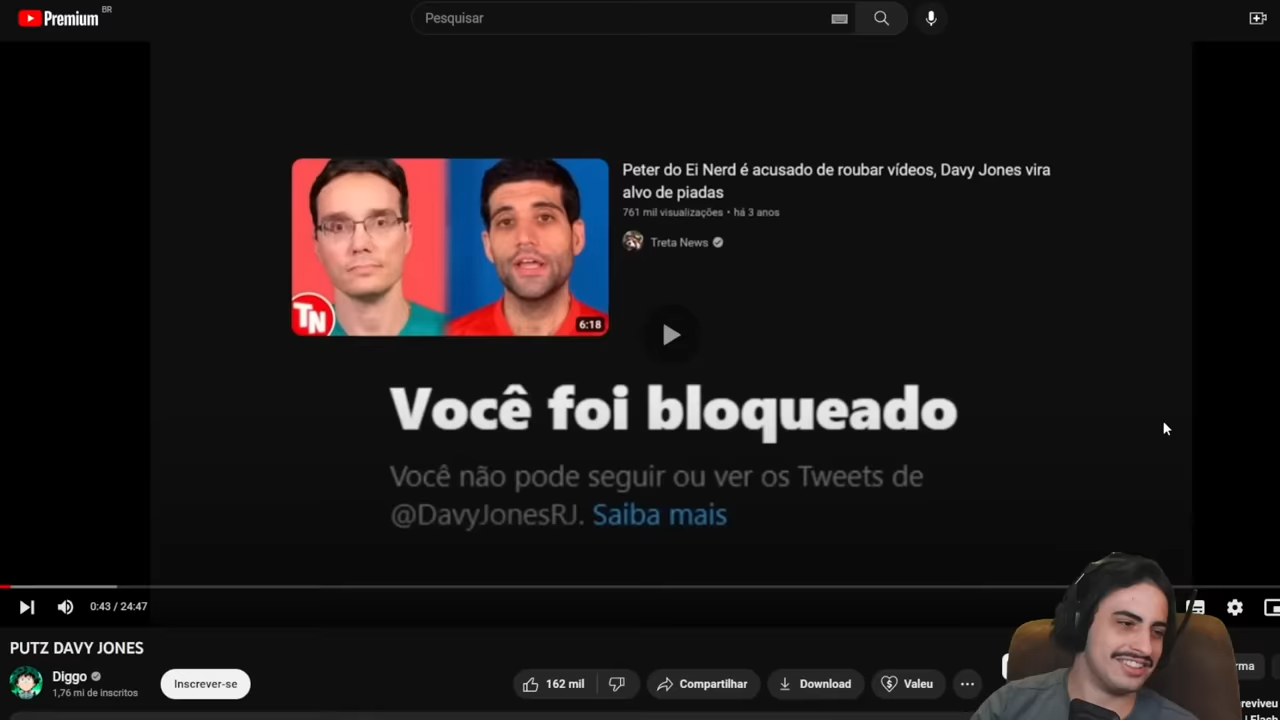 Premium BR
Pesquisar
Peter do Ei Nerd é acusado de roubar vídeos, Davy Jones vira
alvo de piadas
761 mil visualizações • há 3 anos
Treta News
TN
6:18
Você foi bloqueado
Você não pode seguir ou ver os Tweets de
@DavyJonesRJ. Saiba mais
0:43 / 24:47
PUTZ DAVY JONES
Diggo
1,76 mi de inscritos
Inscrever-se
162 mil
Compartilhar
Download
Valeu
rma
reviveu